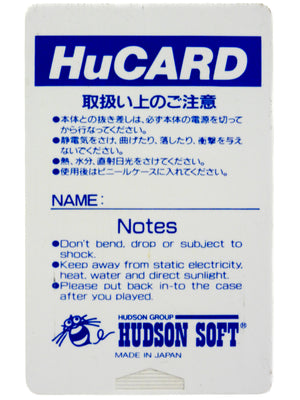 HuCARD
取扱い上のご注意
●本体との抜き差しは、必ず本体の電源を切って
から行なってください。
●静電気をさけ、曲げたり、落したり、衝撃を与え
ないでください。
●熱、水分、直射日光をさけてください。
●使用後はビニールケースに入れてください。
NAME:
Notes
●Don't bend, drop or subject to
shock.
●Keep away from static electricity,
heat, water and direct sunlight.
●Please put back in-to the case
after you played.
HUDSON GROUP
HUDSON SOFT®
MADE IN JAPAN